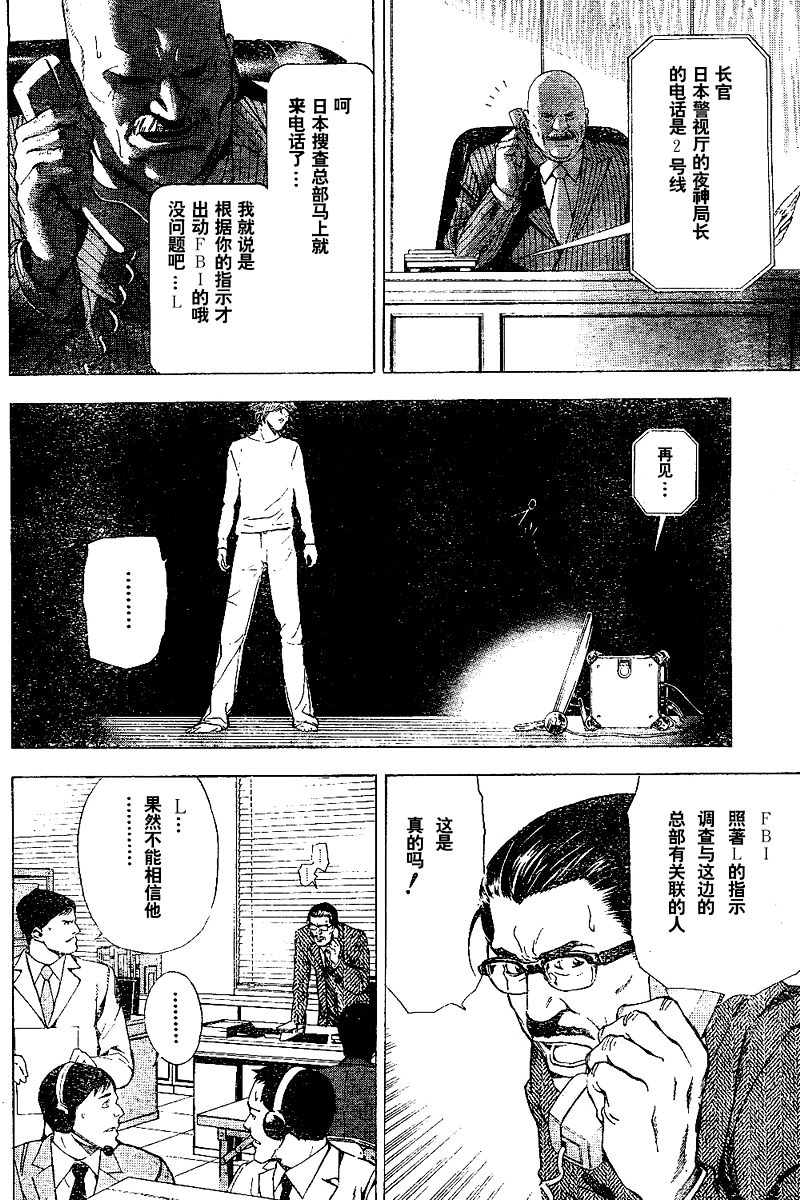 长官
日本警视厅的夜神局长
的电话是2号线
呵
日本搜查总部马上就
来电话了…
我就说是
根据你的指示才
出动FBI的哦
没问题吧…L
再见…
………
FBI
照著L的指示
调查与这边的
总部有关联的人
这是
真的吗！
L…
果然不能相信他
…………
………